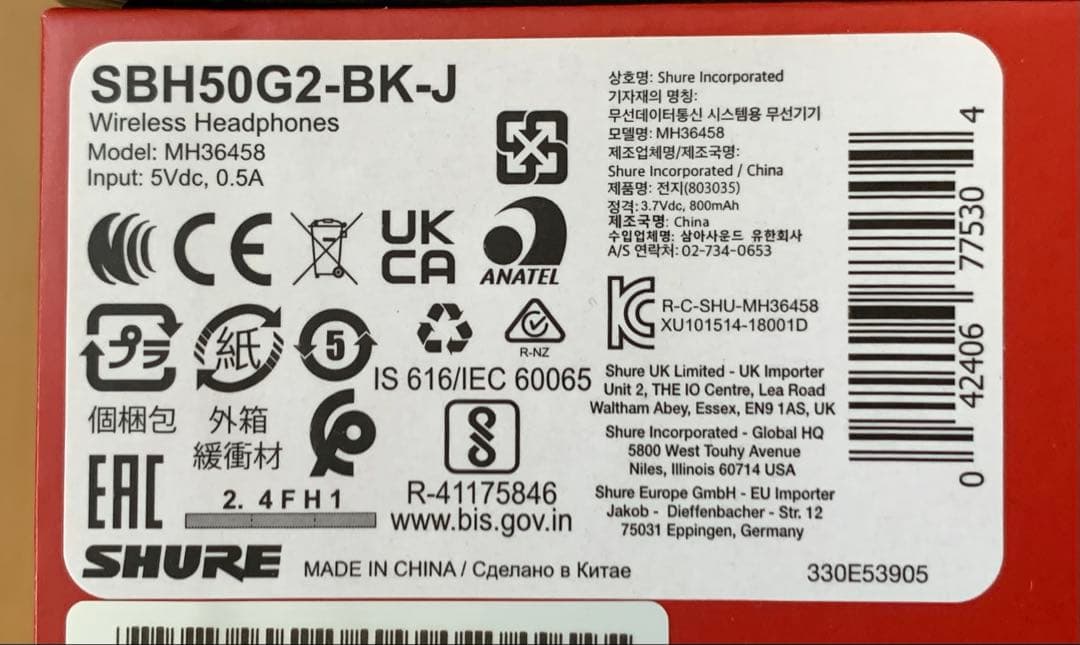 SBH50G2-BK-J
Wireless Headphones
Model: MH36458
Input: 5Vdc, 0.5A
CE
UK
CA
ANATEL
プラ
紙
5
R-NZ
IS 616/IEC 60065
個梱包
外箱
緩衝材
EAC
2.4FH1
R-41175846
www.bis.gov.in
SHURE
MADE IN CHINA / Сделано в Китае
상호명: Shure Incorporated
기자재의 명칭:
무선데이터통신 시스템용 무선기기
모델명: MH36458
제조업체명/제조국명:
Shure Incorporated / China
제품명: 전지(803035)
정격: 3.7Vdc, 800mAh
제조국명: China
수입업체명: 삼아사운드 유한회사
A/S 연락처: 02-734-0653
R-C-SHU-MH36458
XU101514-18001D
Shure UK Limited - UK Importer
Unit 2, THE IO Centre, Lea Road
Waltham Abey, Essex, EN9 1AS, UK
Shure Incorporated - Global HQ
5800 West Touhy Avenue
Niles, Illinois 60714 USA
Shure Europe GmbH - EU Importer
Jakob - Dieffenbacher - Str. 12
75031 Eppingen, Germany
330E53905
0 42406 77530 4